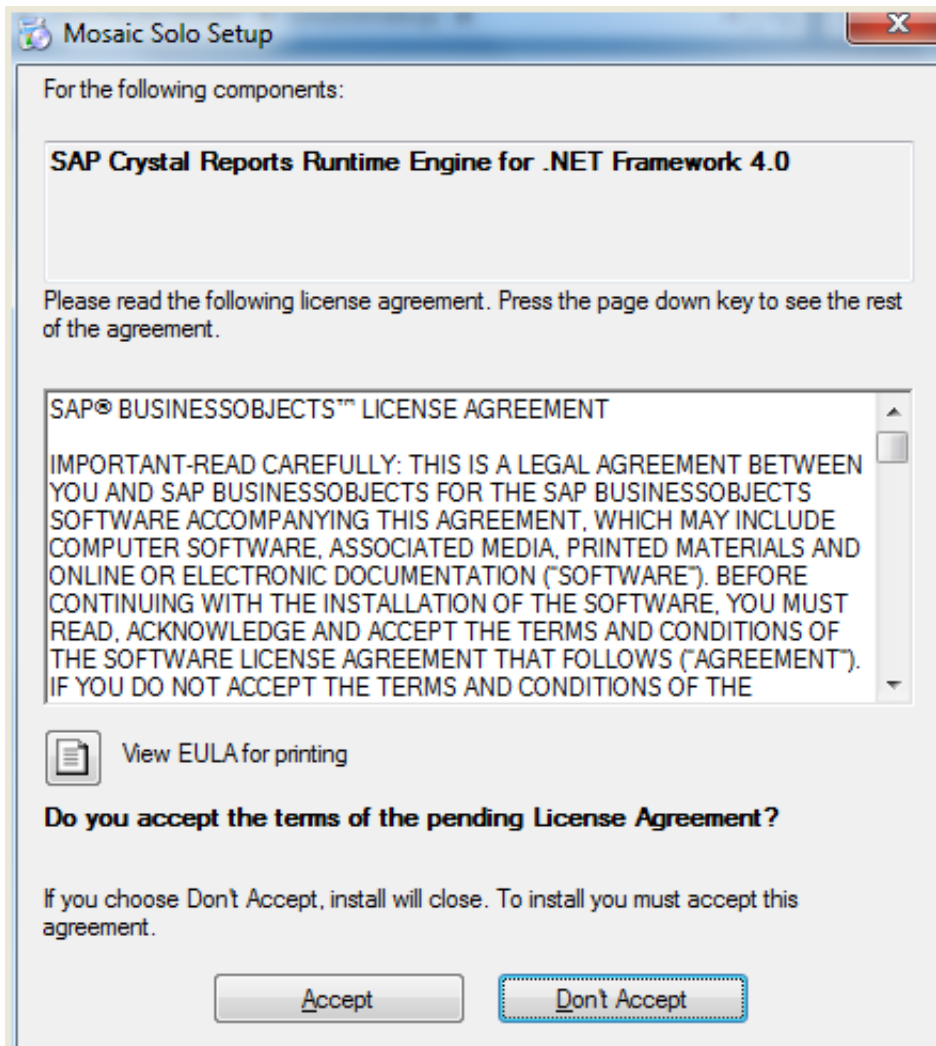 Mosaic Solo Setup
For the following components:
SAP Crystal Reports Runtime Engine for .NET Framework 4.0
Please read the following license agreement. Press the page down key to see the rest
of the agreement.
SAP® BUSINESSOBJECTS™ LICENSE AGREEMENT
IMPORTANT-READ CAREFULLY: THIS IS A LEGAL AGREEMENT BETWEEN
YOU AND SAP BUSINESSOBJECTS FOR THE SAP BUSINESSOBJECTS
SOFTWARE ACCOMPANYING THIS AGREEMENT, WHICH MAY INCLUDE
COMPUTER SOFTWARE, ASSOCIATED MEDIA, PRINTED MATERIALS AND
ONLINE OR ELECTRONIC DOCUMENTATION ("SOFTWARE"). BEFORE
CONTINUING WITH THE INSTALLATION OF THE SOFTWARE, YOU MUST
READ, ACKNOWLEDGE AND ACCEPT THE TERMS AND CONDITIONS OF
THE SOFTWARE LICENSE AGREEMENT THAT FOLLOWS ("AGREEMENT").
IF YOU DO NOT ACCEPT THE TERMS AND CONDITIONS OF THE
View EULA for printing
Do you accept the terms of the pending License Agreement?
If you choose Don't Accept, install will close. To install you must accept this
agreement.
Accept
Don't Accept